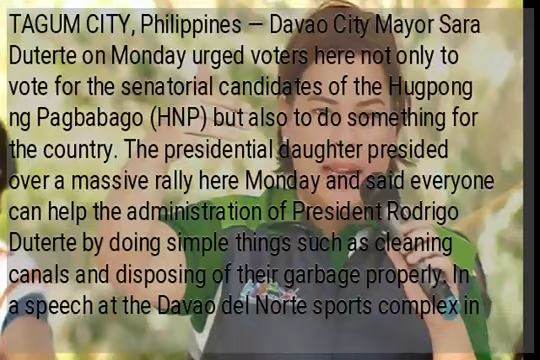 TAGUM CITY, Philippines — Davao City Mayor Sara
Duterte on Monday urged voters here not only to
vote for the senatorial candidates of the Hugpong
ng Pagbabago (HNP) but also to do something for
the country. The presidential daughter presided
over a massive rally here Monday and said everyone
can help the administration of President Rodrigo
Duterte by doing simple things such as cleaning
canals and disposing of their garbage properly. In
a speech at the Davao del Norte sports complex in